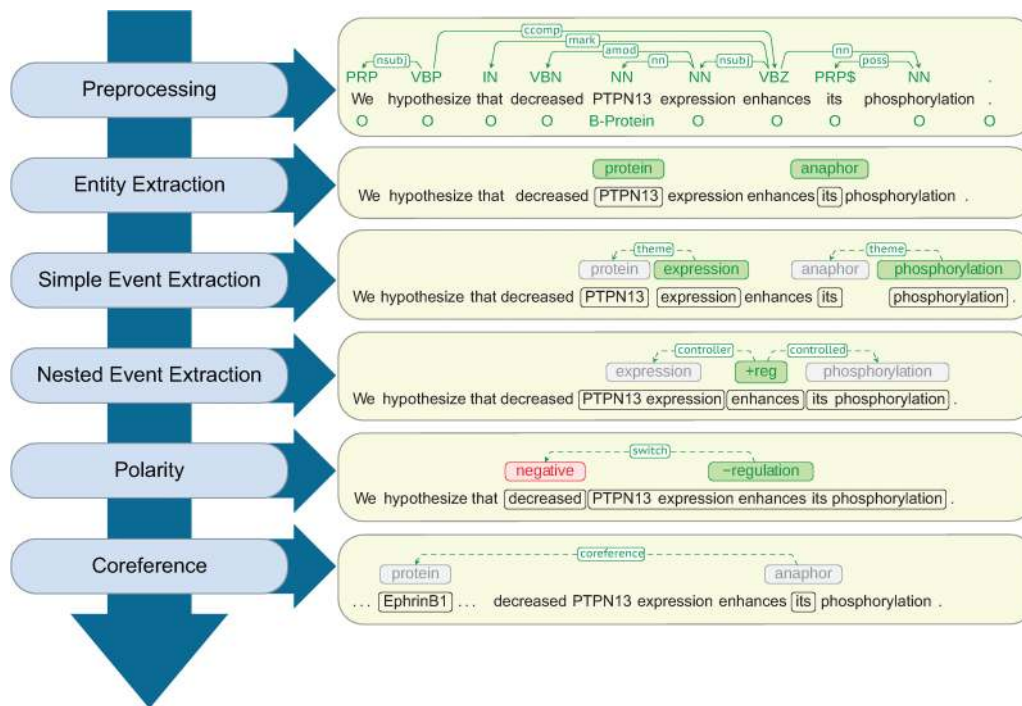 Preprocessing
ccomp
mark
amod
nsubj nn nsubj nn poss
PRP VBP IN VBN NN NN VBZ PRP$ NN .
We hypothesize that decreased PTPN13 expression enhances its phosphorylation .
O O O O B-Protein O O O O O
Entity Extraction
protein anaphor
We hypothesize that decreased PTPN13 expression enhances its phosphorylation .
Simple Event Extraction
theme theme
protein expression anaphor phosphorylation
We hypothesize that decreased PTPN13 expression enhances its phosphorylation .
Nested Event Extraction
controller controlled
expression +reg phosphorylation
We hypothesize that decreased PTPN13 expression enhances its phosphorylation .
Polarity
switch
negative −regulation
We hypothesize that decreased PTPN13 expression enhances its phosphorylation .
Coreference
coreference
protein anaphor
... EphrinB1 ... decreased PTPN13 expression enhances its phosphorylation .